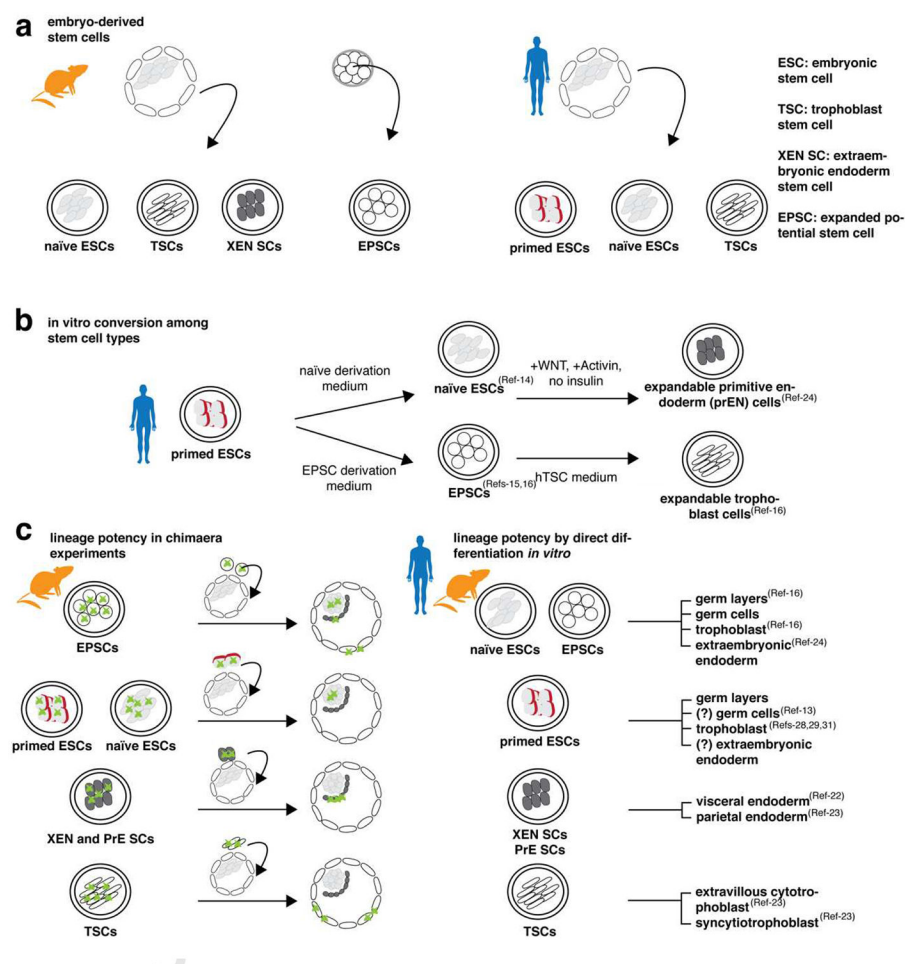 a
embryo-derived
stem cells
naïve ESCs
TSCs
XEN SCs
EPSCs
primed ESCs
naïve ESCs
TSCs
ESC: embryonic
stem cell
TSC: trophoblast
stem cell
XEN SC: extraem-
bryonic endoderm
stem cell
EPSC: expanded po-
tential stem cell
b
in vitro conversion among
stem cell types
primed ESCs
naïve derivation
medium
EPSC derivation
medium
naïve ESCs(Ref-14)
+WNT, +Activin,
no insulin
expandable primitive en-
doderm (prEN) cells(Ref-24)
EPSCs(Refs-15,16)
hTSC medium
expandable tropho-
blast cells(Ref-16)
c
lineage potency in chimaera
experiments
EPSCs
primed ESCs
naïve ESCs
XEN and PrE SCs
TSCs
lineage potency by direct dif-
ferentiation in vitro
naïve ESCs
EPSCs
germ layers(Ref-16)
germ cells
trophoblast(Ref-16)
extraembryonic(Ref-24)
endoderm
primed ESCs
germ layers
(?) germ cells(Ref-13)
trophoblast(Refs-28,29,31)
(?) extraembryonic
endoderm
XEN SCs
PrE SCs
visceral endoderm(Ref-22)
parietal endoderm(Ref-23)
TSCs
extravillous cytotro-
phoblast(Ref-23)
syncytiotrophoblast(Ref-23)